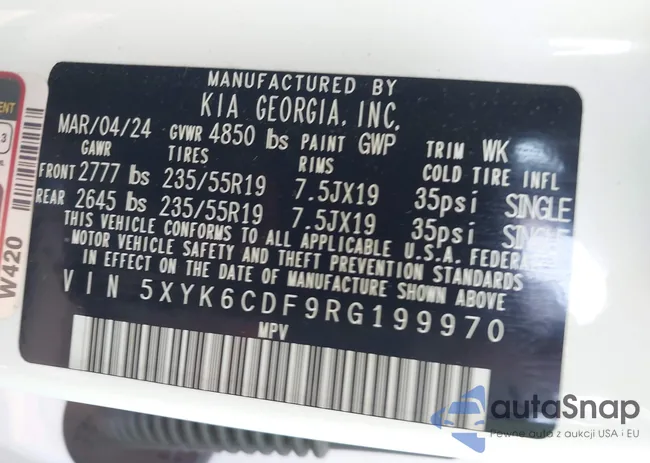 MANUFACTURED BY
KIA GEORGIA, INC.
MAR/04/24 GVWR 4850 lbs PAINT GWP TRIM WK
GAWR TIRES RIMS COLD TIRE INFL
FRONT 2777 lbs 235/55R19 7.5JX19 35psi SINGLE
REAR 2645 lbs 235/55R19 7.5JX19 35psi SINGLE
THIS VEHICLE CONFORMS TO ALL APPLICABLE U.S.A. FEDERAL
MOTOR VEHICLE SAFETY AND THEFT PREVENTION STANDARDS
IN EFFECT ON THE DATE OF MANUFACTURE SHOWN ABOVE.
VIN 5XYK6CDF9RG199970
MPV
W420
autaSnap
Pewne auto z aukcji USA i EU